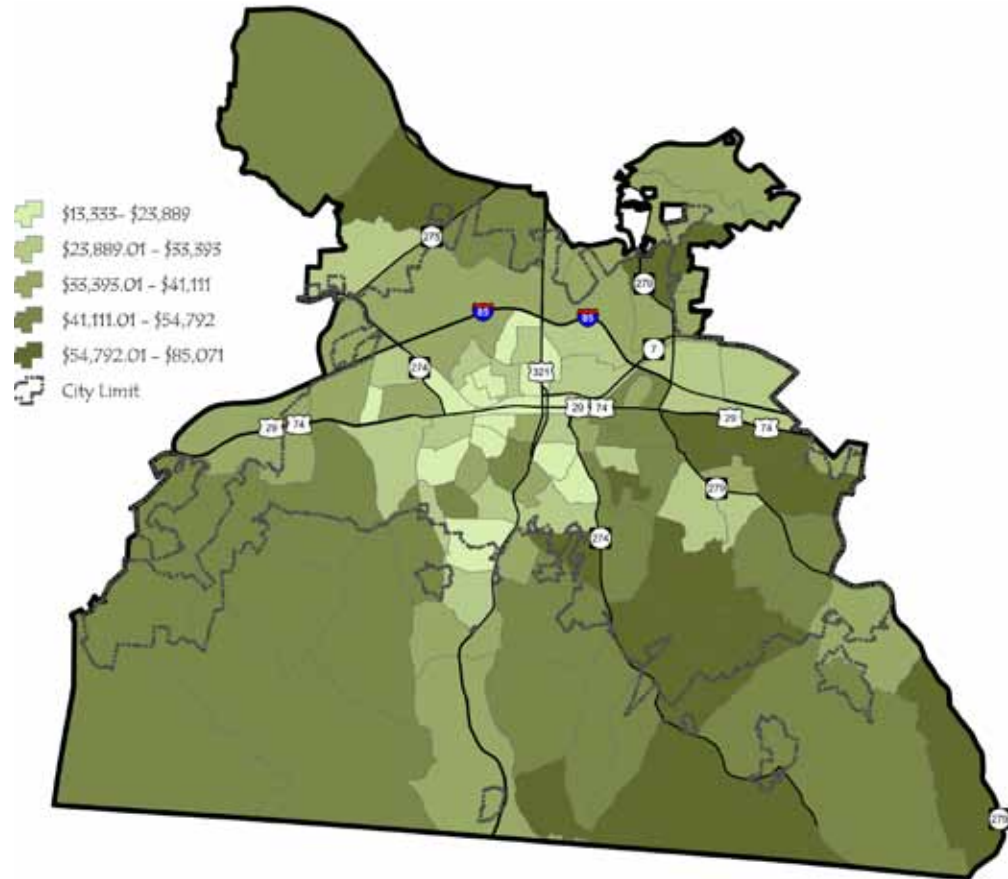 $13,333- $23,889
$23,889.01 - $33,393
$33,393.01 - $41,111
$41,111.01 - $54,792
$54,792.01 - $85,071
City Limit
275
279
85
85
7
274
321
29 74
29 74
29 74
279
274
279